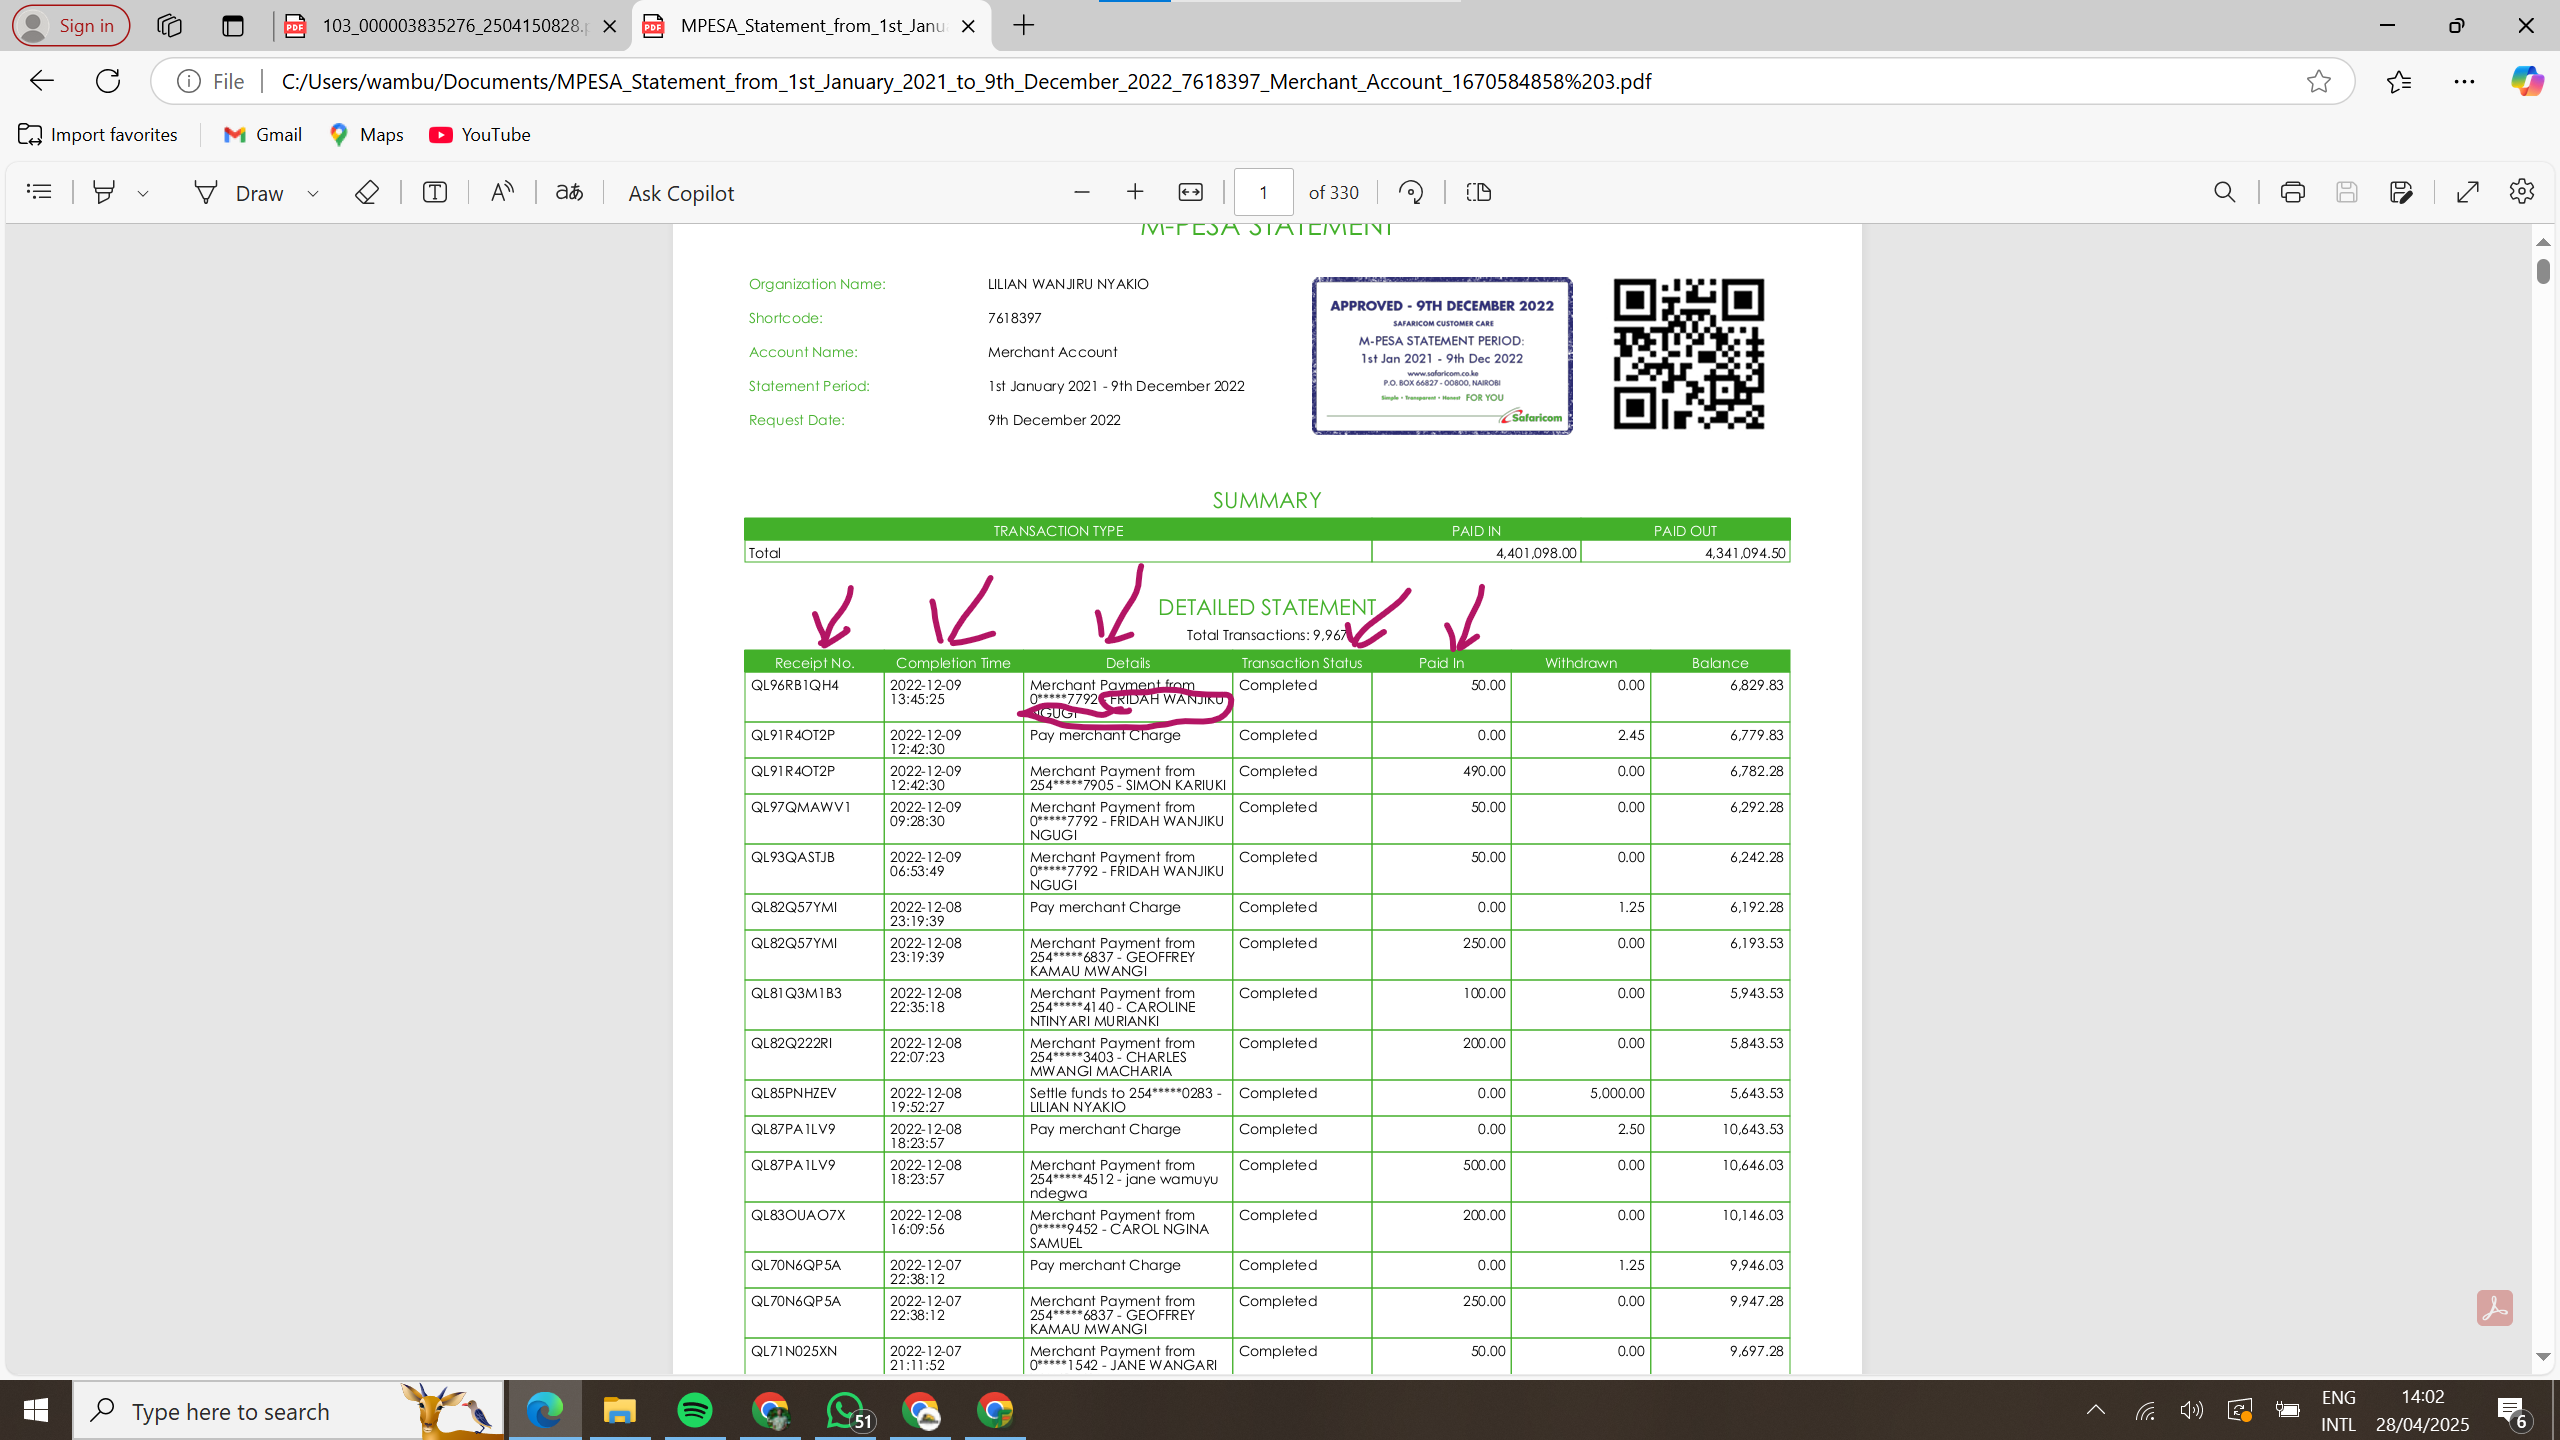 Sign in
103_000003835276_2504150828.p
MPESA_Statement_from_1st_Janu
File
C:/Users/wambu/Documents/MPESA_Statement_from_1st_January_2021_to_9th_December_2022_7618397_Merchant_Account_1670584858%203.pdf
Import favorites
Gmail
Maps
YouTube
Draw
Ask Copilot
1 of 330
M-PESA STATEMENT
Organization Name: LILIAN WANJIRU NYAKIO
Shortcode: 7618397
Account Name: Merchant Account
Statement Period: 1st January 2021 - 9th December 2022
Request Date: 9th December 2022
APPROVED - 9TH DECEMBER 2022
SAFARICOM CUSTOMER CARE
M-PESA STATEMENT PERIOD:
1st Jan 2021 - 9th Dec 2022
www.safaricom.co.ke
P.O. BOX 66827 - 00800, NAIROBI
Simple • Transparent • Honest FOR YOU
Safaricom
SUMMARY
TRANSACTION TYPE PAID IN PAID OUT
Total 4,401,098.00 4,341,094.50
DETAILED STATEMENT
Total Transactions: 9,967
Receipt No. Completion Time Details Transaction Status Paid In Withdrawn Balance
QL96RB1QH4 2022-12-09 Merchant Payment from Completed 50.00 0.00 6,829.83
13:45:25 0*****7792 - FRIDAH WANJIKU
NGUGI
QL91R4OT2P 2022-12-09 Pay merchant Charge Completed 0.00 2.45 6,779.83
12:42:30
QL91R4OT2P 2022-12-09 Merchant Payment from Completed 490.00 0.00 6,782.28
12:42:30 254*****7905 - SIMON KARIUKI
QL97QMAWV1 2022-12-09 Merchant Payment from Completed 50.00 0.00 6,292.28
09:28:30 0*****7792 - FRIDAH WANJIKU
NGUGI
QL93QASTJB 2022-12-09 Merchant Payment from Completed 50.00 0.00 6,242.28
06:53:49 0*****7792 - FRIDAH WANJIKU
NGUGI
QL82Q57YMI 2022-12-08 Pay merchant Charge Completed 0.00 1.25 6,192.28
23:19:39
QL82Q57YMI 2022-12-08 Merchant Payment from Completed 250.00 0.00 6,193.53
23:19:39 254*****6837 - GEOFFREY
KAMAU MWANGI
QL81Q3M1B3 2022-12-08 Merchant Payment from Completed 100.00 0.00 5,943.53
22:35:18 254*****4140 - CAROLINE
NTINYARI MURIANKI
QL82Q222RI 2022-12-08 Merchant Payment from Completed 200.00 0.00 5,843.53
22:07:23 254*****3403 - CHARLES
MWANGI MACHARIA
QL85PNHZEV 2022-12-08 Settle funds to 254*****0283 - Completed 0.00 5,000.00 5,643.53
19:52:27 LILIAN NYAKIO
QL87PA1LV9 2022-12-08 Pay merchant Charge Completed 0.00 2.50 10,643.53
18:23:57
QL87PA1LV9 2022-12-08 Merchant Payment from Completed 500.00 0.00 10,646.03
18:23:57 254*****4512 - jane wamuyu
ndegwa
QL83OUAO7X 2022-12-08 Merchant Payment from Completed 200.00 0.00 10,146.03
16:09:56 0*****9452 - CAROL NGINA
SAMUEL
QL70N6QP5A 2022-12-07 Pay merchant Charge Completed 0.00 1.25 9,946.03
22:38:12
QL70N6QP5A 2022-12-07 Merchant Payment from Completed 250.00 0.00 9,947.28
22:38:12 254*****6837 - GEOFFREY
KAMAU MWANGI
QL71N025XN 2022-12-07 Merchant Payment from Completed 50.00 0.00 9,697.28
21:11:52 0*****1542 - JANE WANGARI
Type here to search
51
ENG
INTL
14:02
28/04/2025
6